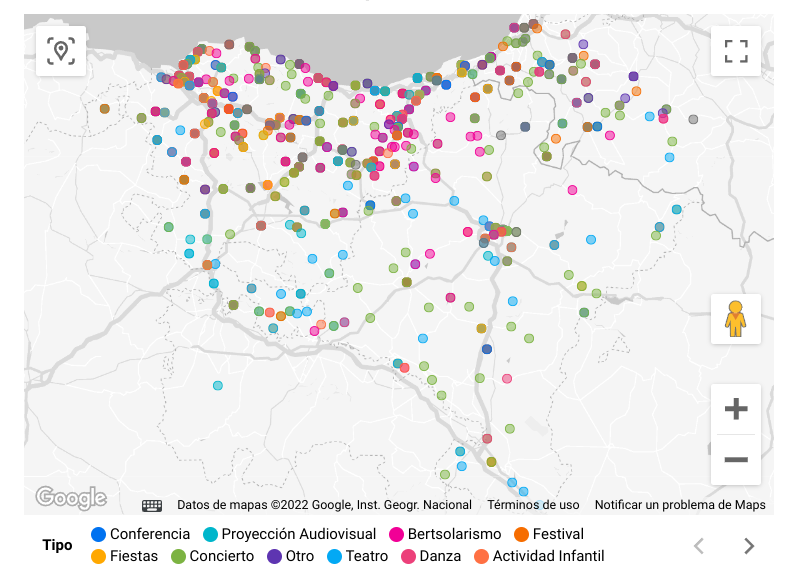 Google
Datos de mapas ©2022 Google, Inst. Geogr. Nacional Términos de uso Notificar un problema de Maps
Tipo
Conferencia Proyección Audiovisual Bertsolarismo Festival
Fiestas Concierto Otro Teatro Danza Actividad Infantil